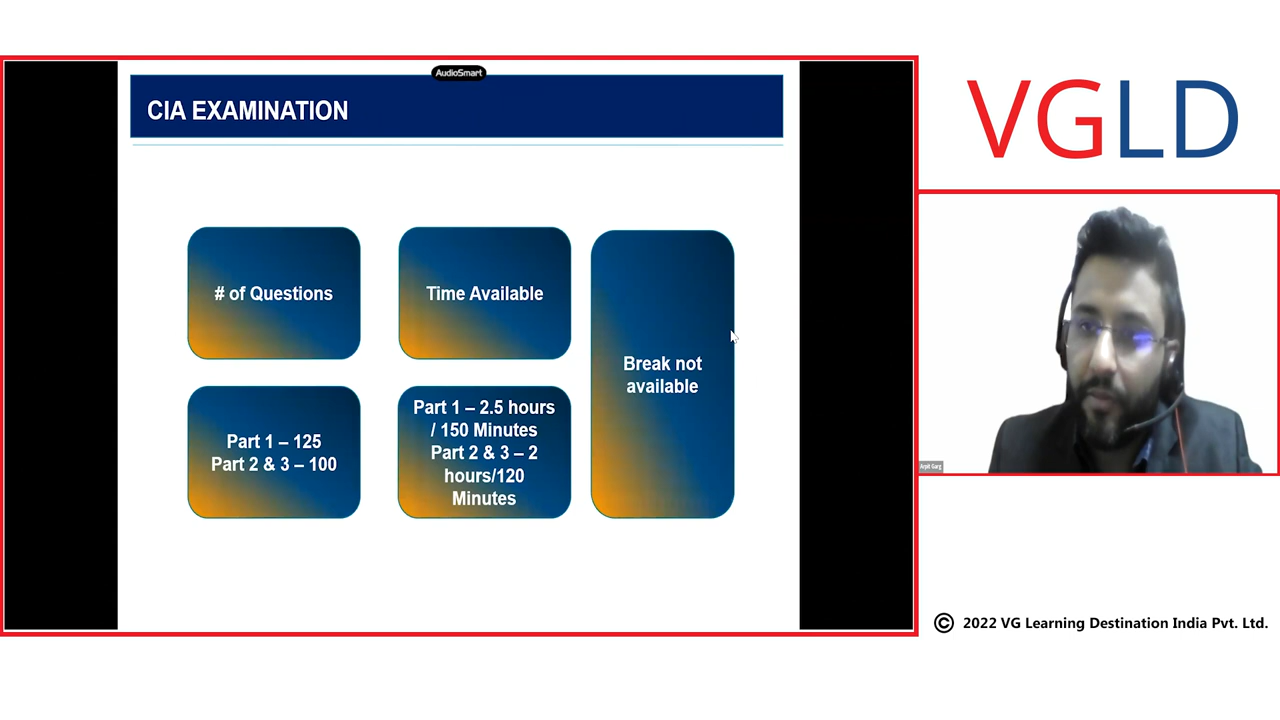 AudioSmart
CIA EXAMINATION
# of Questions
Time Available
Break not
available
Part 1 – 125
Part 2 & 3 – 100
Part 1 – 2.5 hours
/ 150 Minutes
Part 2 & 3 – 2
hours/120
Minutes
VGLD
Arpit Garg
© 2022 VG Learning Destination India Pvt. Ltd.